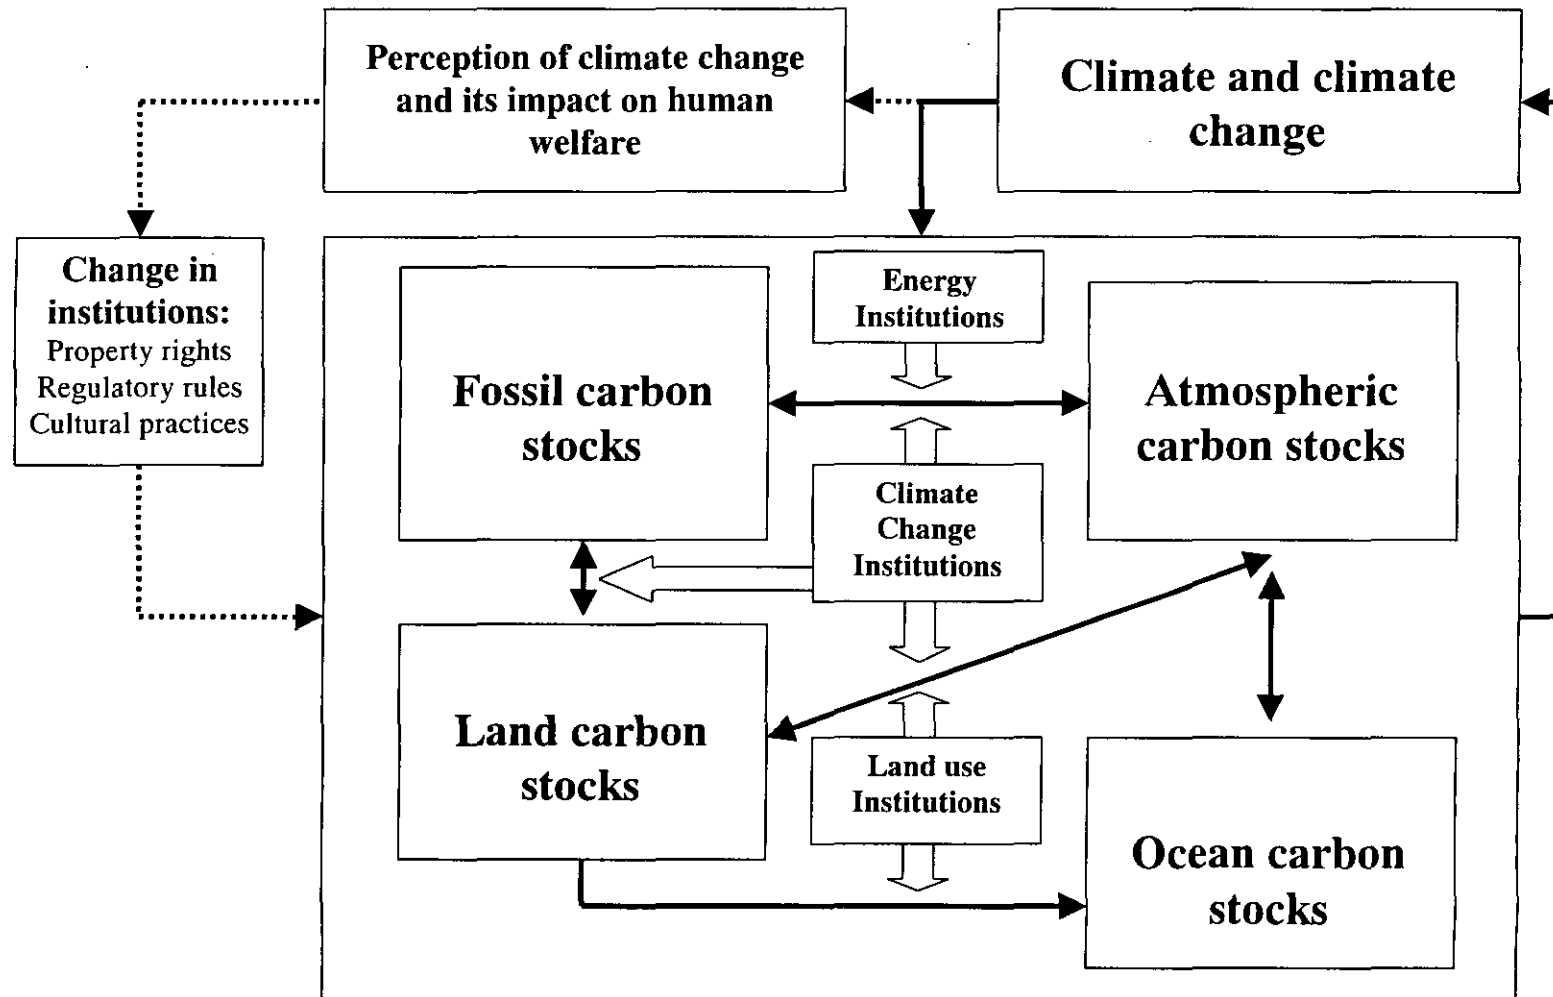 Perception of climate change
and its impact on human
welfare
Climate and climate
change
Change in
institutions:
Property rights
Regulatory rules
Cultural practices
Energy
Institutions
Fossil carbon
stocks
Atmospheric
carbon stocks
Climate
Change
Institutions
Land carbon
stocks
Land use
Institutions
Ocean carbon
stocks